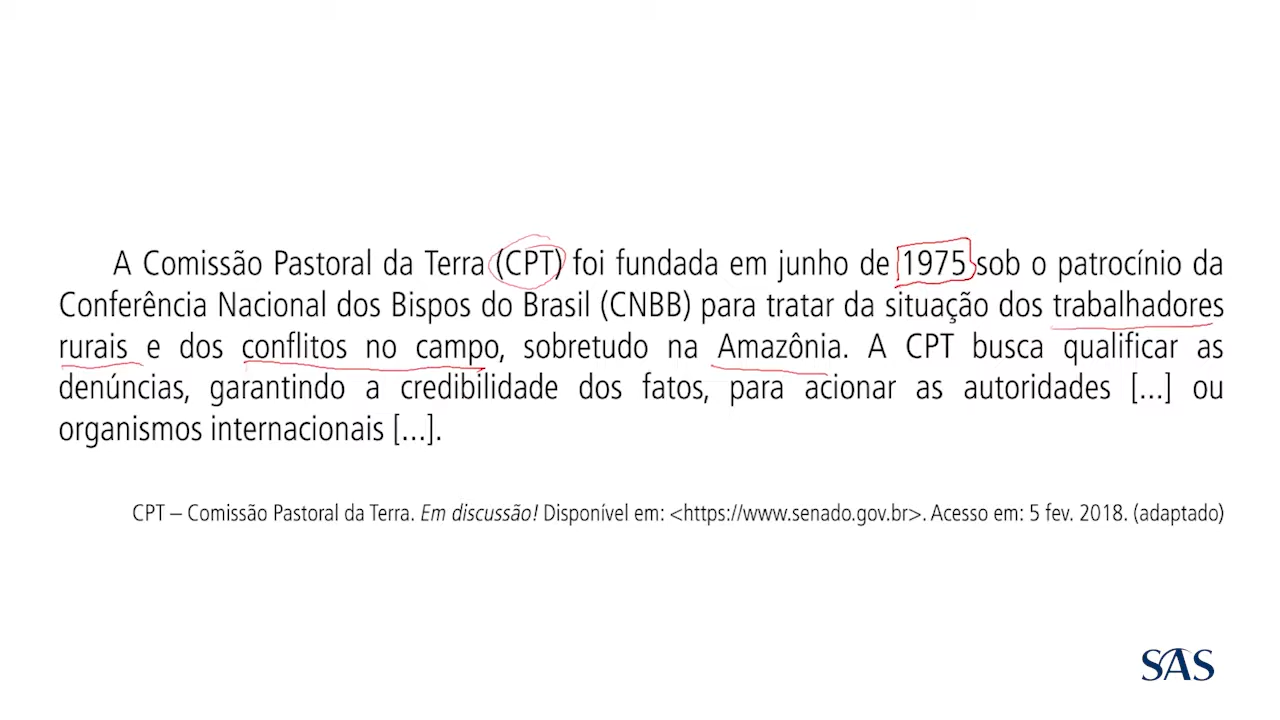 A Comissão Pastoral da Terra (CPT) foi fundada em junho de 1975 sob o patrocínio da
Conferência Nacional dos Bispos do Brasil (CNBB) para tratar da situação dos trabalhadores
rurais e dos conflitos no campo, sobretudo na Amazônia. A CPT busca qualificar as
denúncias, garantindo a credibilidade dos fatos, para acionar as autoridades [...] ou
organismos internacionais [...].
CPT – Comissão Pastoral da Terra. Em discussão! Disponível em: <https://www.senado.gov.br>. Acesso em: 5 fev. 2018. (adaptado)
SAS